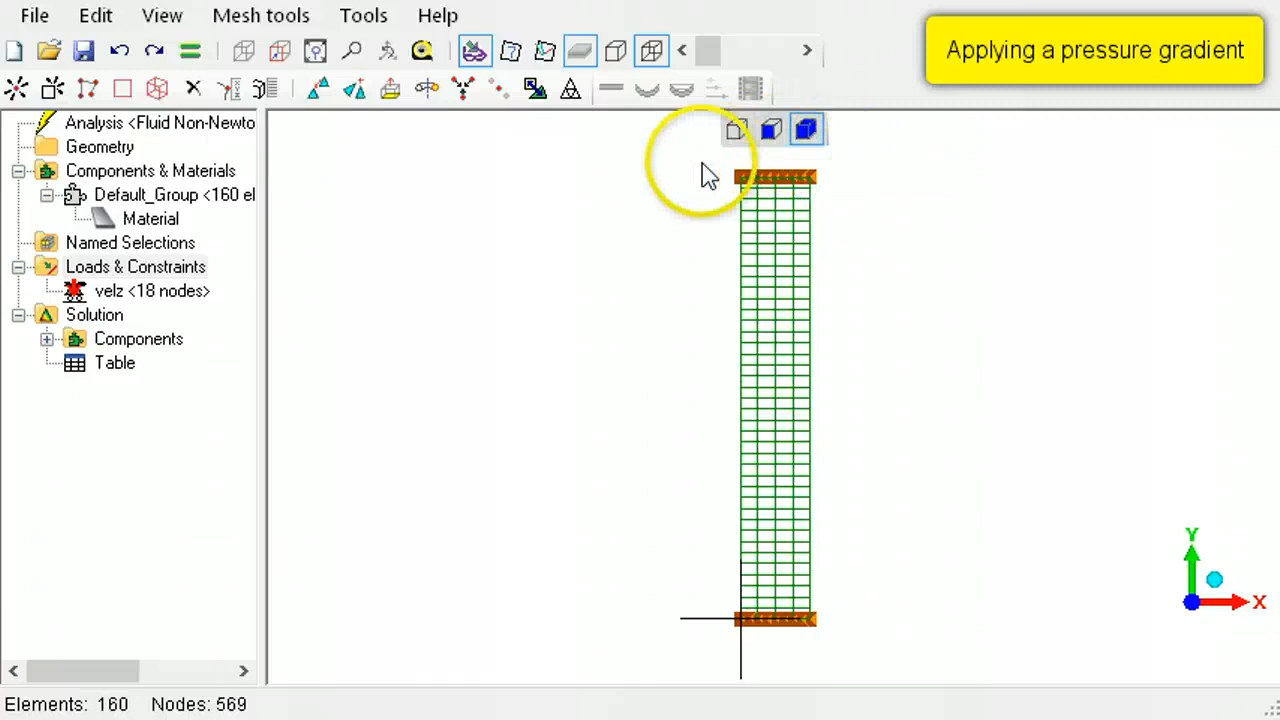 File Edit View Mesh tools Tools Help
Applying a pressure gradient
Analysis <Fluid Non-Newto
Geometry
Components & Materials
Default_Group <160 el
Material
Named Selections
Loads & Constraints
velz <18 nodes>
Solution
Components
Table
Y
X
Elements: 160 Nodes: 569